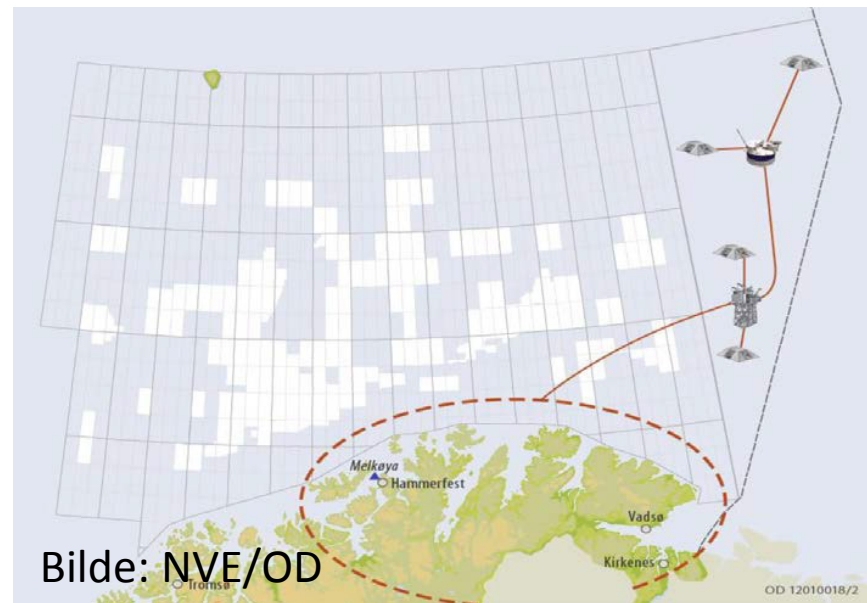 Melkøya
Hammerfest
Vadsø
Kirkenes
Bilde: NVE/OD
Tromsø
OD 12010018/2